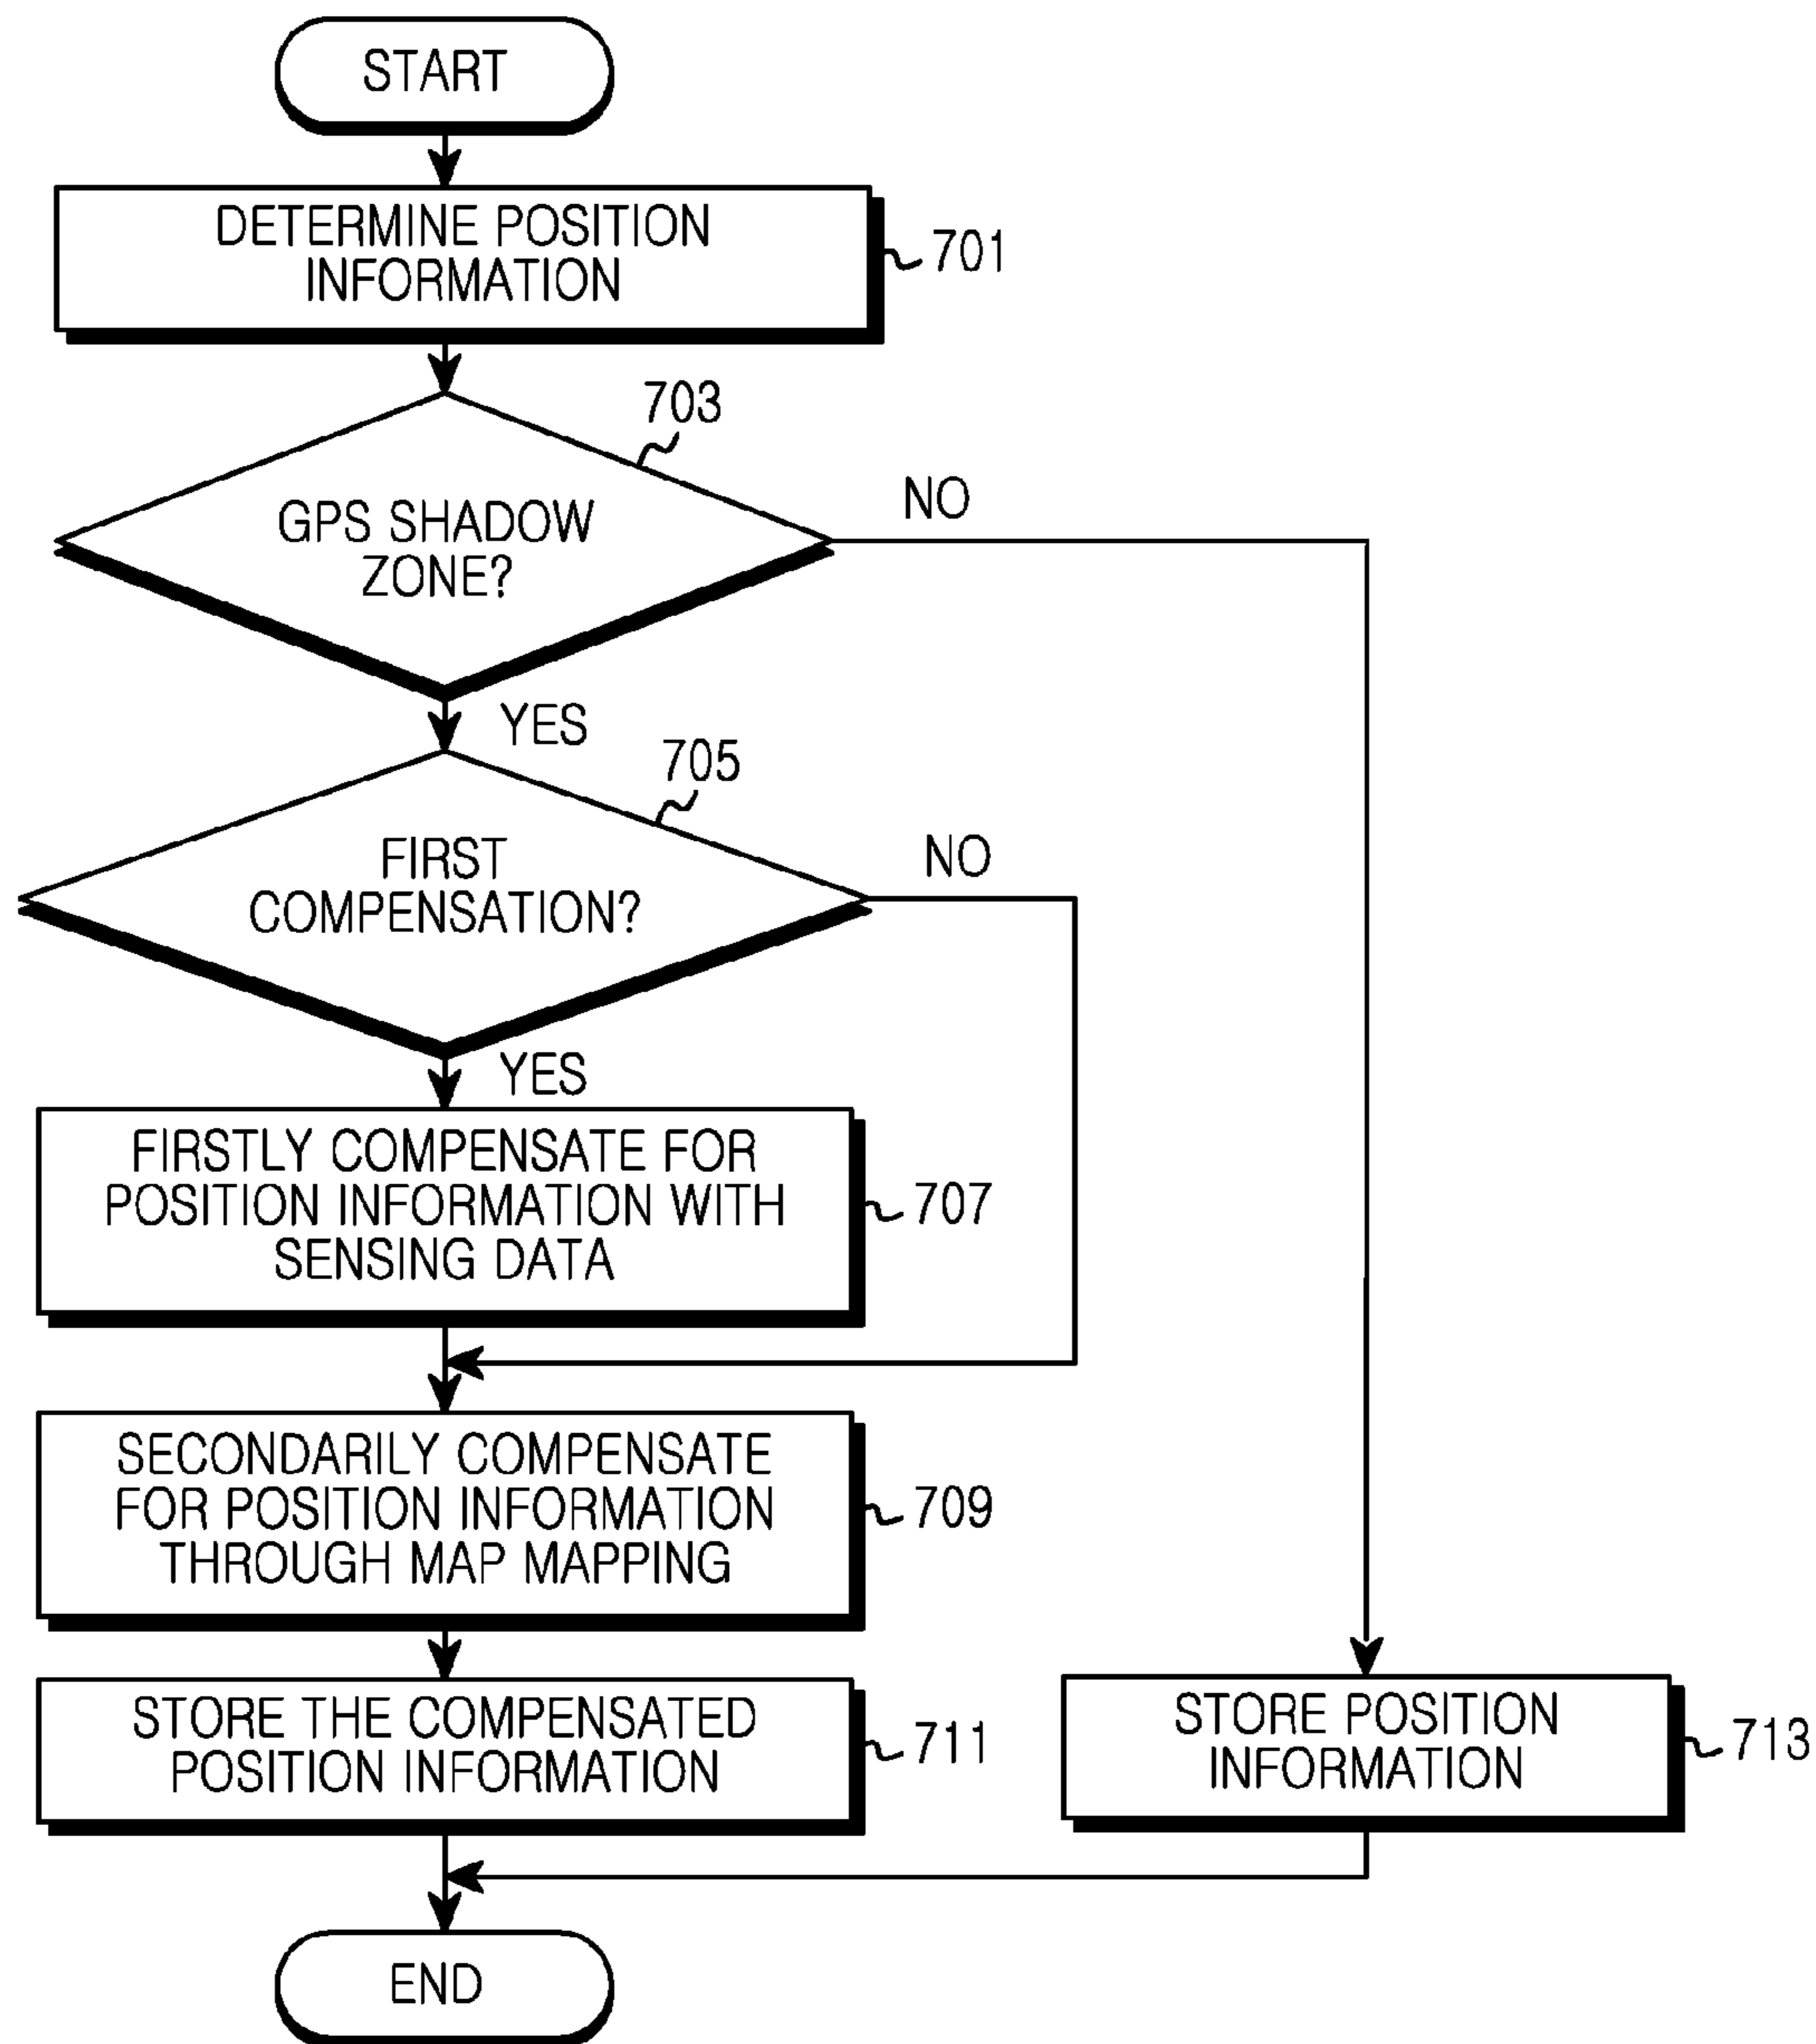 START
DETERMINE POSITION
INFORMATION
701
703
GPS SHADOW
ZONE?
NO
YES
705
FIRST
COMPENSATION?
NO
YES
FIRSTLY COMPENSATE FOR
POSITION INFORMATION WITH
SENSING DATA
707
SECONDARILY COMPENSATE
FOR POSITION INFORMATION
THROUGH MAP MAPPING
709
STORE THE COMPENSATED
POSITION INFORMATION
711
STORE POSITION
INFORMATION
713
END